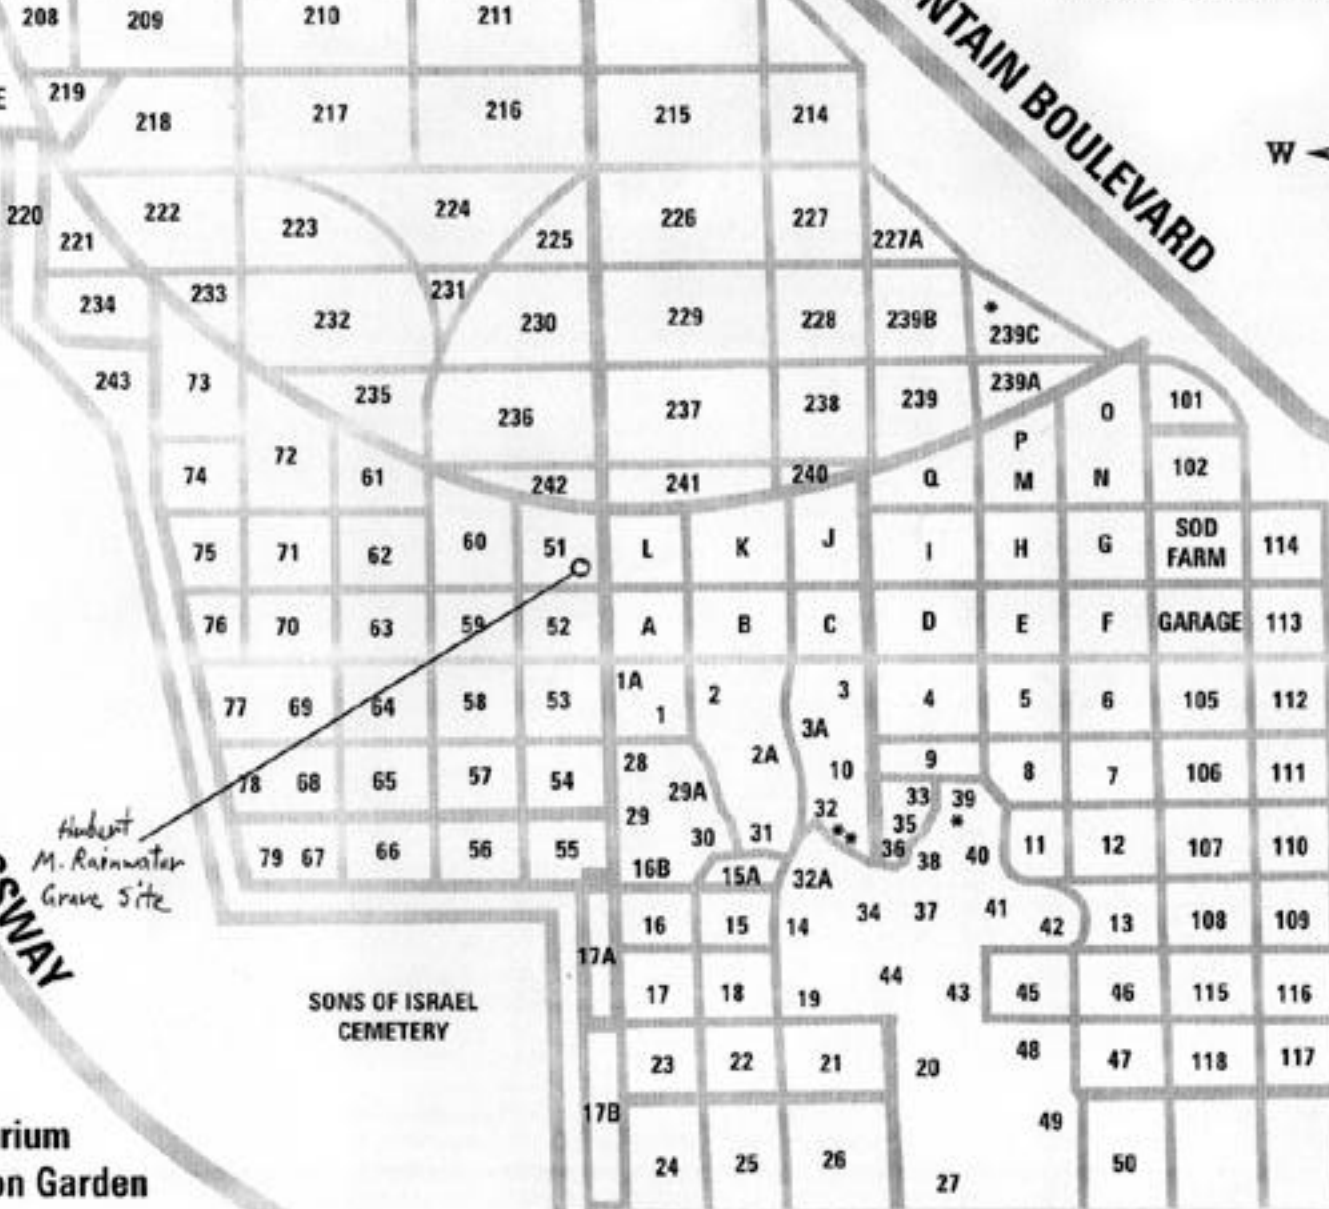 208 209 210 211
NTAIN BOULEVARD
219 218 217 216 215 214
E
W
220 221 222 223 224 225 226 227 227A
234 233 232 231 230 229 228 239B * 239C
243 73 235 236 237 238 239 239A O 101
P
74 72 61 242 241 240 Q M N 102
75 71 62 60 51 L K J I H G SOD
FARM 114
76 70 63 59 52 A B C D E F GARAGE 113
77 69 64 58 53 1A 1 2 3 4 5 6 105 112
3A
78 68 65 57 54 28 2A 10 9 8 7 106 111
29A 32 33 39
29 30 31 * * 35 *
Hubert
M. Rainwater
Grave Site
79 67 66 56 55 16B 15A 32A 36 38 40 11 12 107 110
SWAY
16 15 14 34 37 41 42 13 108 109
17A
SONS OF ISRAEL
CEMETERY
17 18 19 44 43 45 46 115 116
23 22 21 20 48 47 118 117
17B 49
rium
on Garden
24 25 26 27 50